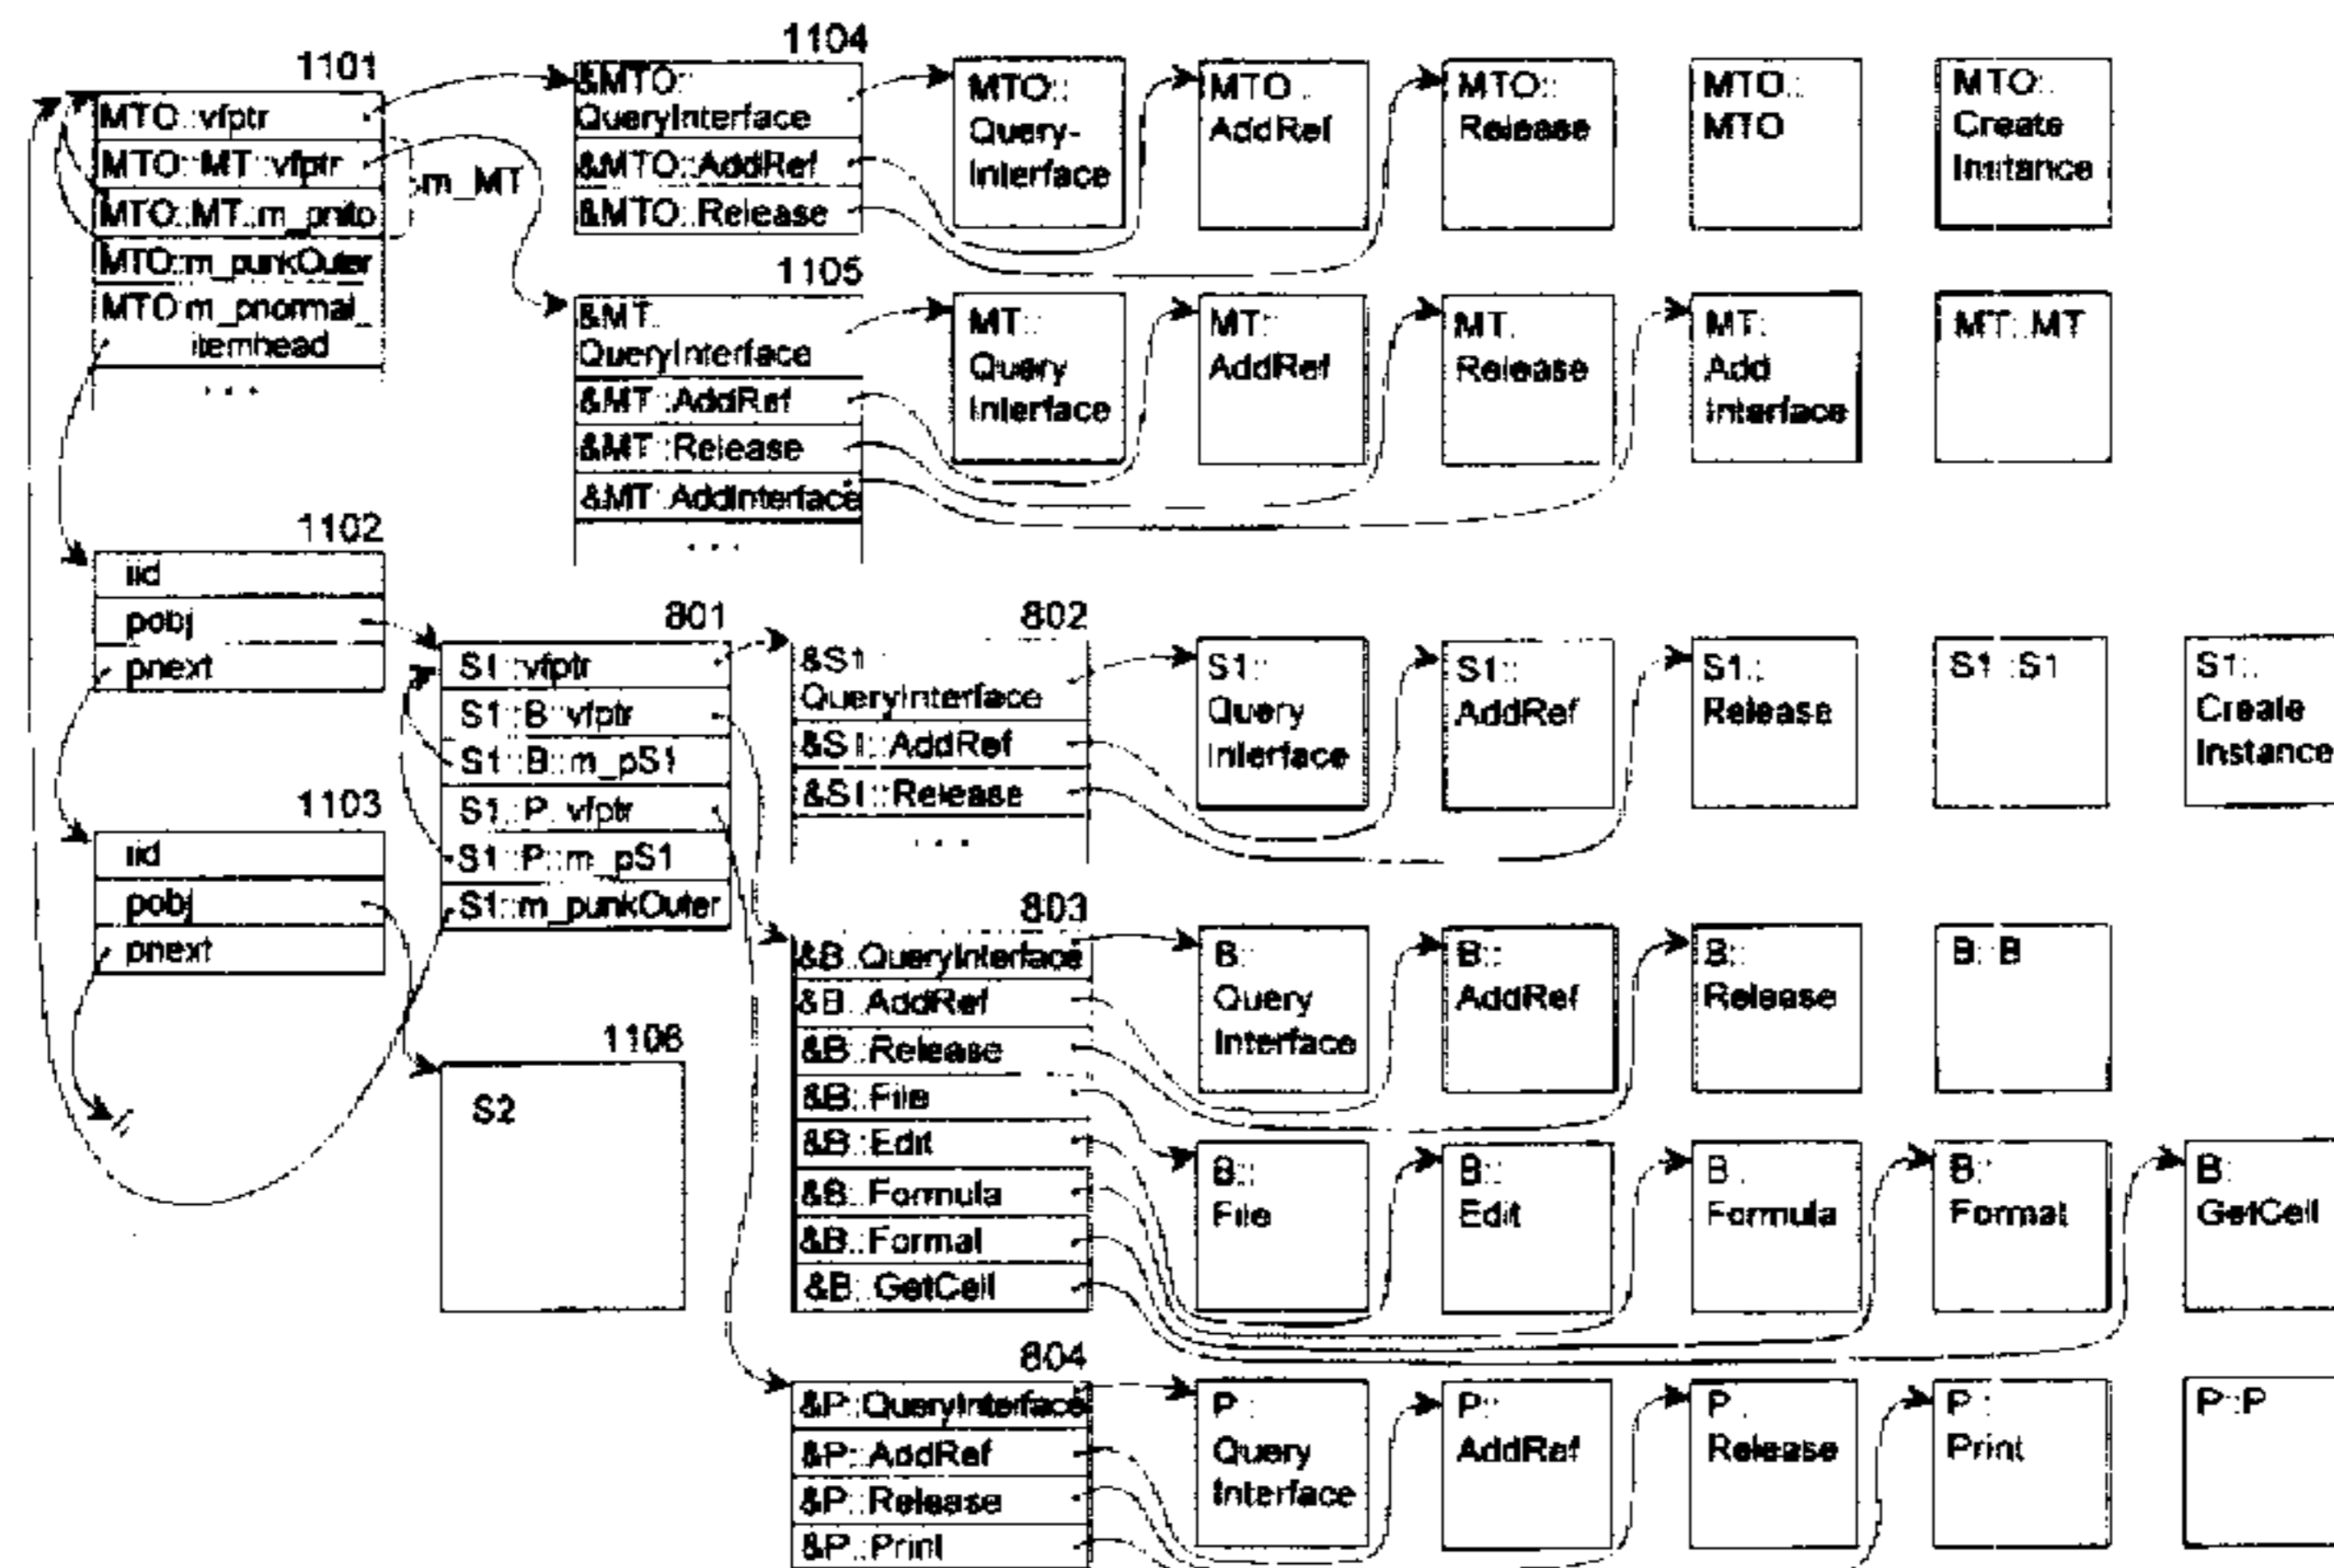 1104
1101
MTO::vfptr
MTO::MT::vfptr
MTO::MT::m_pmto
MTO::m_punkOuter
MTO::m_pnormal_
itemhead
...
m_MT
&MTO::
QueryInterface
&MTO::AddRef
&MTO::Release
MTO::
Query-
Interface
MTO::
AddRef
MTO::
Release
MTO::
MTO
MTO::
Create
Instance
1105
&MT::
QueryInterface
&MT::AddRef
&MT::Release
&MT::AddInterface
...
MT::
Query
Interface
MT::
AddRef
MT::
Release
MT::
Add
Interface
MT::MT
1102
iid
pobj
pnext
1103
iid
pobj
pnext
801
S1::vfptr
S1::B::vfptr
S1::B::m_pS1
S1::P::vfptr
S1::P::m_pS1
S1::m_punkOuter
802
&S1::
QueryInterface
&S1::AddRef
&S1::Release
...
S1::
Query
Interface
S1::
AddRef
S1::
Release
S1::S1
S1::
Create
Instance
1106
S2
803
&B::QueryInterface
&B::AddRef
&B::Release
&B::File
&B::Edit
&B::Formula
&B::Format
&B::GetCell
B::
Query
Interface
B::
AddRef
B::
Release
B::B
B::
File
B::
Edit
B::
Formula
B::
Format
B::
GetCell
804
&P::QueryInterface
&P::AddRef
&P::Release
&P::Print
P::
Query
Interface
P::
AddRef
P::
Release
P::
Print
P::P